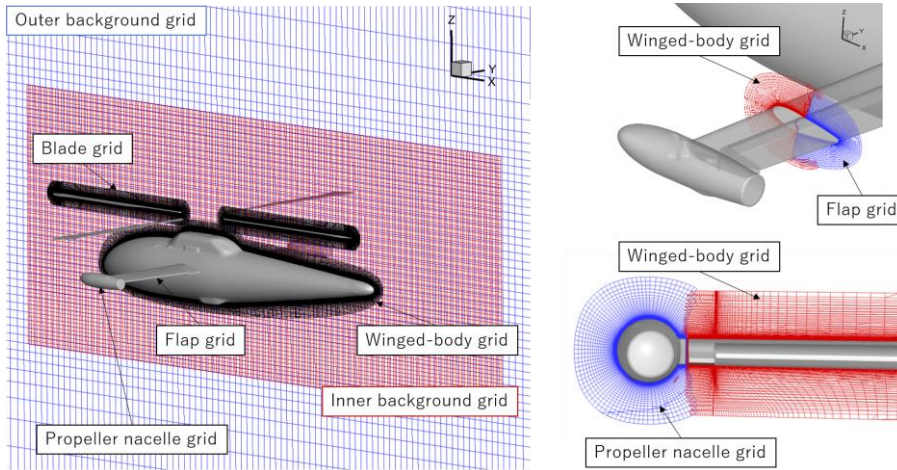 Outer background grid
Z
Y
X
Blade grid
Flap grid
Winged-body grid
Inner background grid
Propeller nacelle grid
Winged-body grid
Z
Y
X
Flap grid
Winged-body grid
Propeller nacelle grid